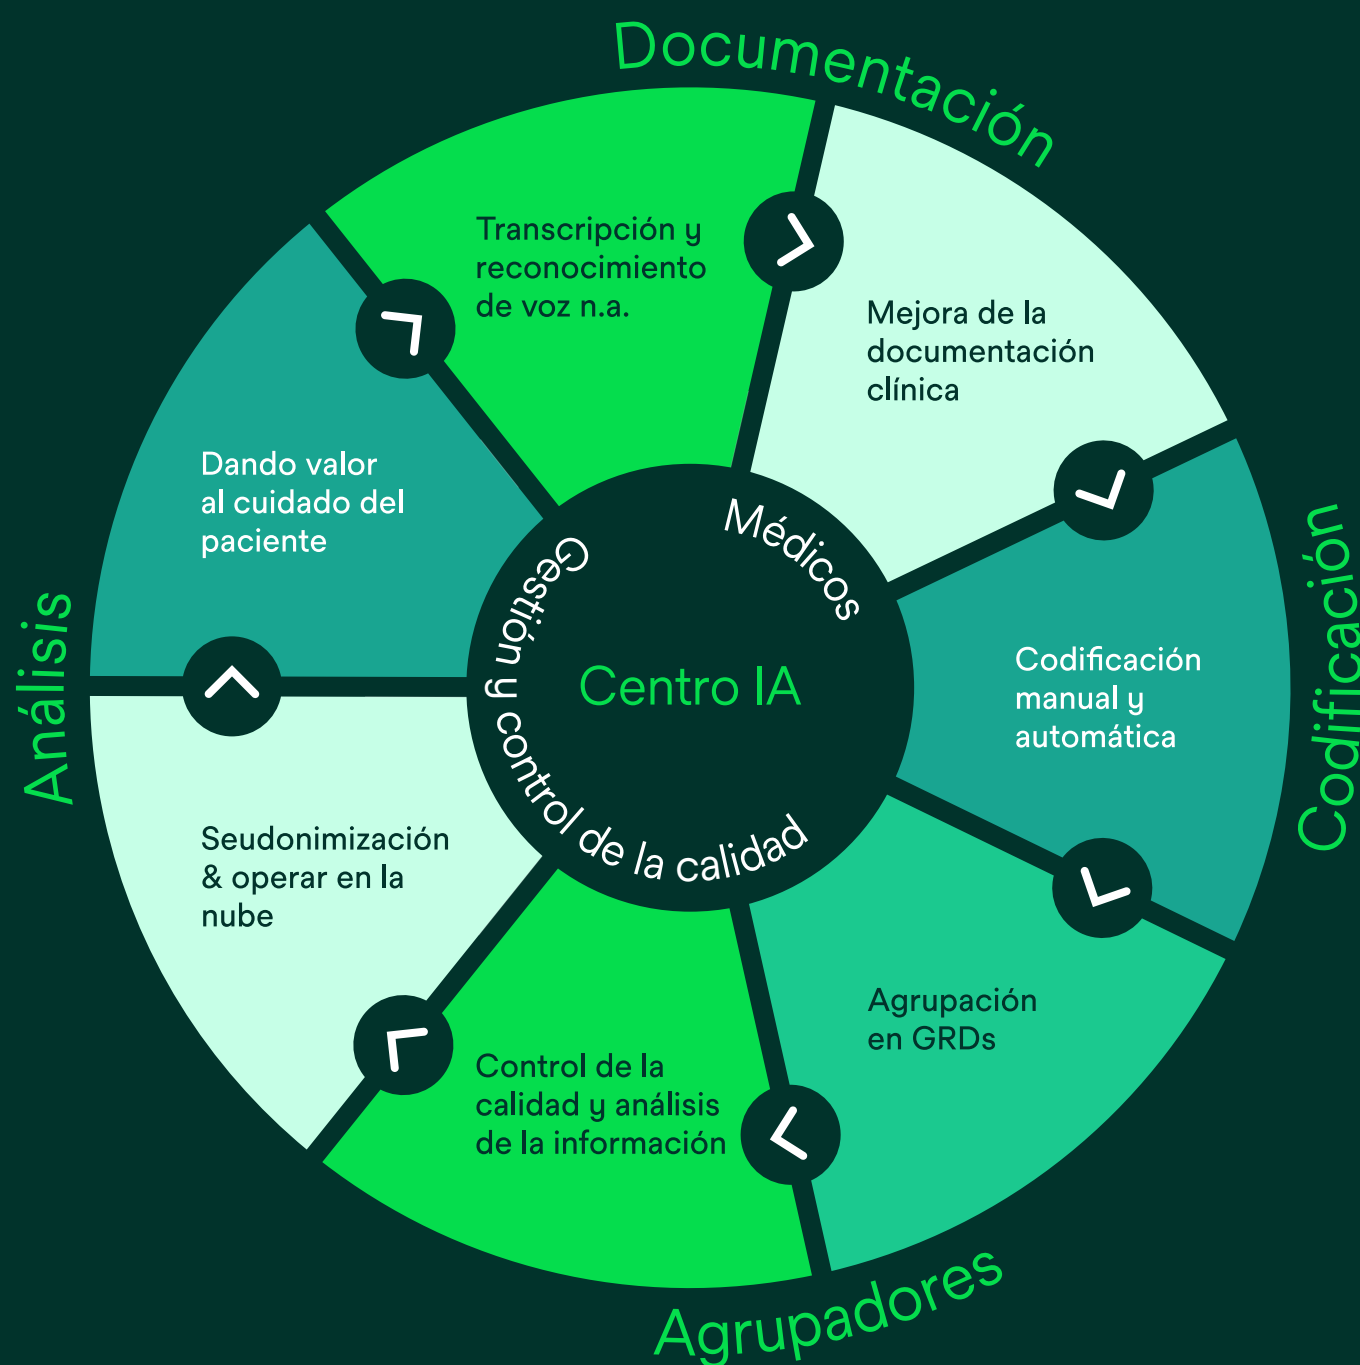 Documentación
Transcripción y
reconocimiento
de voz n.a.
Mejora de la
documentación
clínica
Codificación
Codificación
manual y
automática
Agrupación
en GRDs
Agrupadores
Control de la
calidad y análisis
de la información
Seudonimización
& operar en la
nube
Análisis
Dando valor
al cuidado del
paciente
Médicos
Gestión y control de la calidad
Centro IA